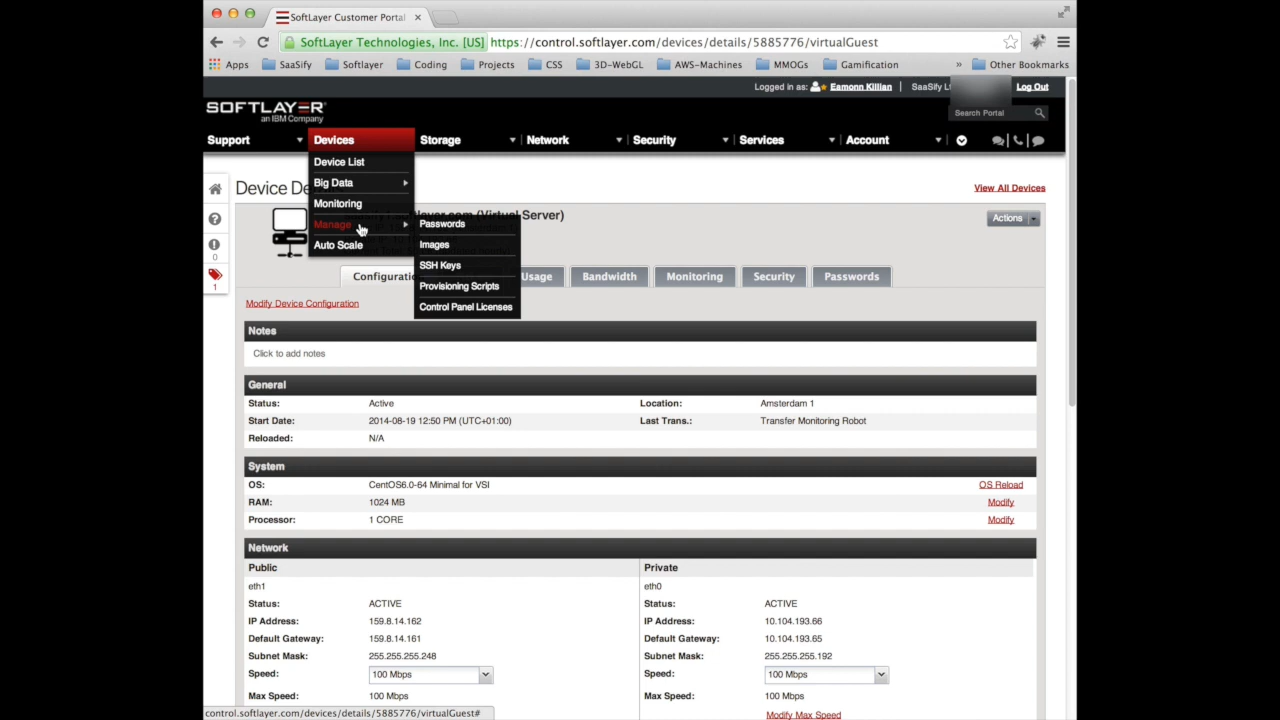 SoftLayer Customer Portal
SoftLayer Technologies, Inc. [US] https://control.softlayer.com/devices/details/5885776/virtualGuest
Apps SaaSify Softlayer Coding Projects CSS 3D-WebGL AWS-Machines MMOGs Gamification » Other Bookmarks
Logged in as: Eamonn Killian | SaaSify Log Out
SOFTLAYER
an IBM Company
Search Portal
Support Devices Storage Network Security Services Account
Device List
Big Data
Monitoring
Manage
Auto Scale
Passwords
Images
SSH Keys
Provisioning Scripts
Control Panel Licenses
Device
View All Devices
.com (Virtual Server)
Actions
0
1
Configuration Usage Bandwidth Monitoring Security Passwords
Modify Device Configuration
Notes
Click to add notes
General
Status: Active Location: Amsterdam 1
Start Date: 2014-08-19 12:50 PM (UTC+01:00) Last Trans.: Transfer Monitoring Robot
Reloaded: N/A
System
OS: CentOS6.0-64 Minimal for VSI OS Reload
RAM: 1024 MB Modify
Processor: 1 CORE Modify
Network
Public Private
eth1 eth0
Status: ACTIVE Status: ACTIVE
IP Address: 159.8.14.162 IP Address: 10.104.193.66
Default Gateway: 159.8.14.161 Default Gateway: 10.104.193.65
Subnet Mask: 255.255.255.248 Subnet Mask: 255.255.255.192
Speed: 100 Mbps Speed: 100 Mbps
Max Speed: 100 Mbps Max Speed: 100 Mbps
Modify Max Speed
control.softlayer.com/devices/details/5885776/virtualGuest#